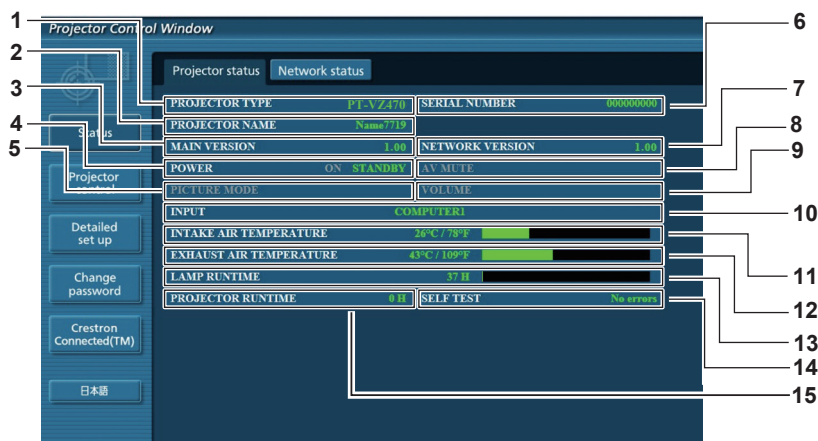 Projector Control Window
1
2
3
4
5
6
7
8
9
10
11
12
13
14
15
Status
Projector control
Detailed
set up
Change
password
Crestron
Connected(TM)
日本語
Projector status Network status
PROJECTOR TYPE PT-VZ470 SERIAL NUMBER 000000000
PROJECTOR NAME Name7719
MAIN VERSION 1.00 NETWORK VERSION 1.00
POWER ON STANDBY AV MUTE
PICTURE MODE VOLUME
INPUT COMPUTER1
INTAKE AIR TEMPERATURE 26°C / 78°F
EXHAUST AIR TEMPERATURE 43°C / 109°F
LAMP RUNTIME 37 H
PROJECTOR RUNTIME 0 H SELF TEST No errors